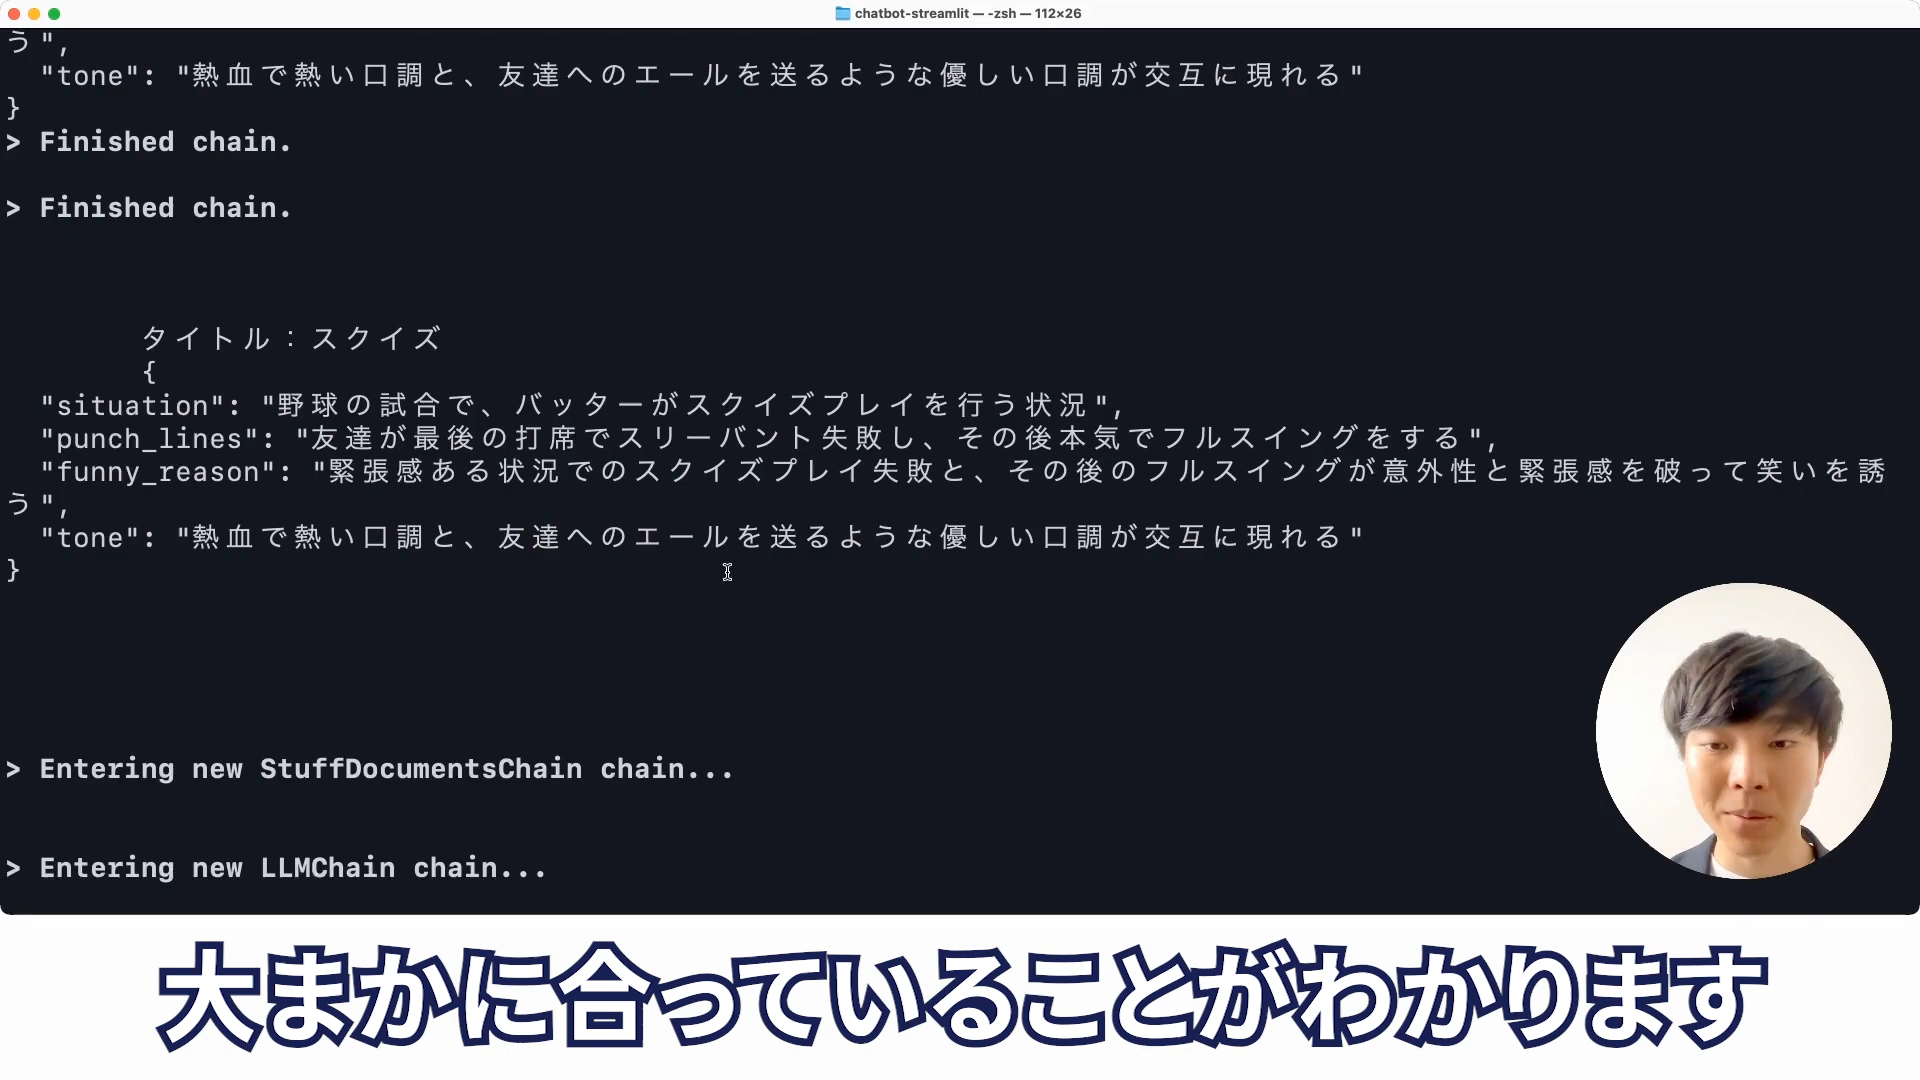 chatbot-streamlit — -zsh — 112×26
う",
"tone": "熱血で熱い口調と、友達へのエールを送るような優しい口調が交互に現れる"
}
> Finished chain.
> Finished chain.
タイトル：スクイズ
{
"situation": "野球の試合で、バッターがスクイズプレイを行う状況",
"punch_lines": "友達が最後の打席でスリーバント失敗し、その後本気でフルスイングをする",
"funny_reason": "緊張感ある状況でのスクイズプレイ失敗と、その後のフルスイングが意外性と緊張感を破って笑いを誘
う",
"tone": "熱血で熱い口調と、友達へのエールを送るような優しい口調が交互に現れる"
}
> Entering new StuffDocumentsChain chain...
> Entering new LLMChain chain...
大まかに合っていることがわかります